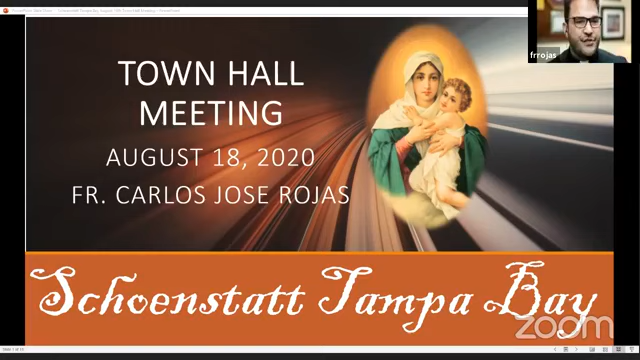 frrojas
TOWN HALL
MEETING
AUGUST 18, 2020
FR. CARLOS JOSE ROJAS
Schoenstatt Tampa Bay
zoom